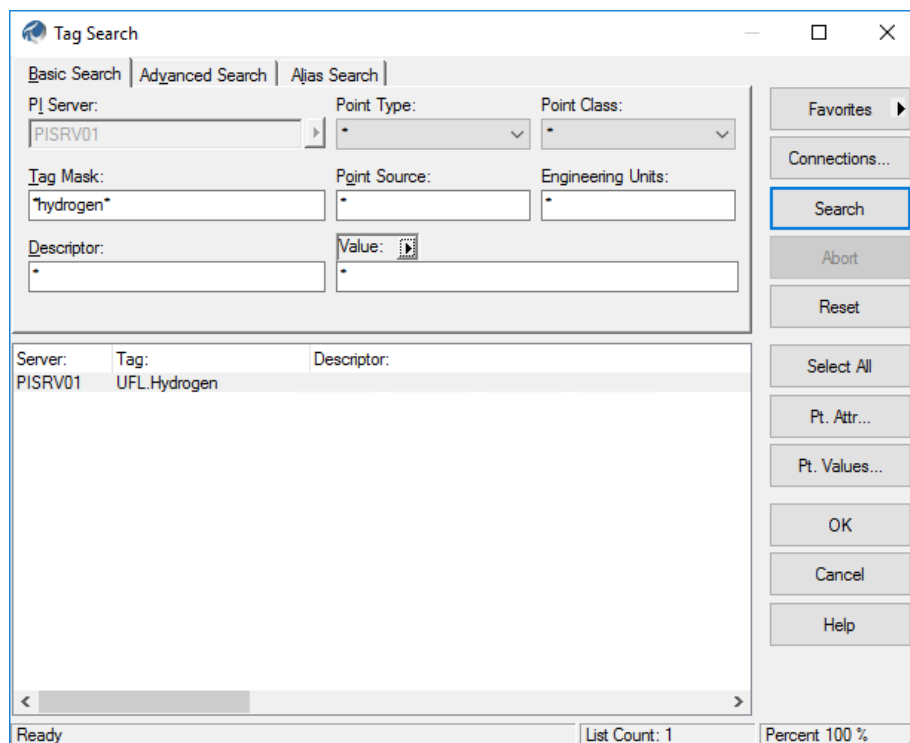 Tag Search
Basic Search Advanced Search Alias Search
PI Server: Point Type: Point Class:
PISRV01 * *
Tag Mask: Point Source: Engineering Units:
*hydrogen* * *
Descriptor: Value:
* *
Favorites
Connections...
Search
Abort
Reset
Select All
Pt. Attr...
Pt. Values...
OK
Cancel
Help
Server: Tag: Descriptor:
PISRV01 UFL.Hydrogen
Ready List Count: 1 Percent 100 %